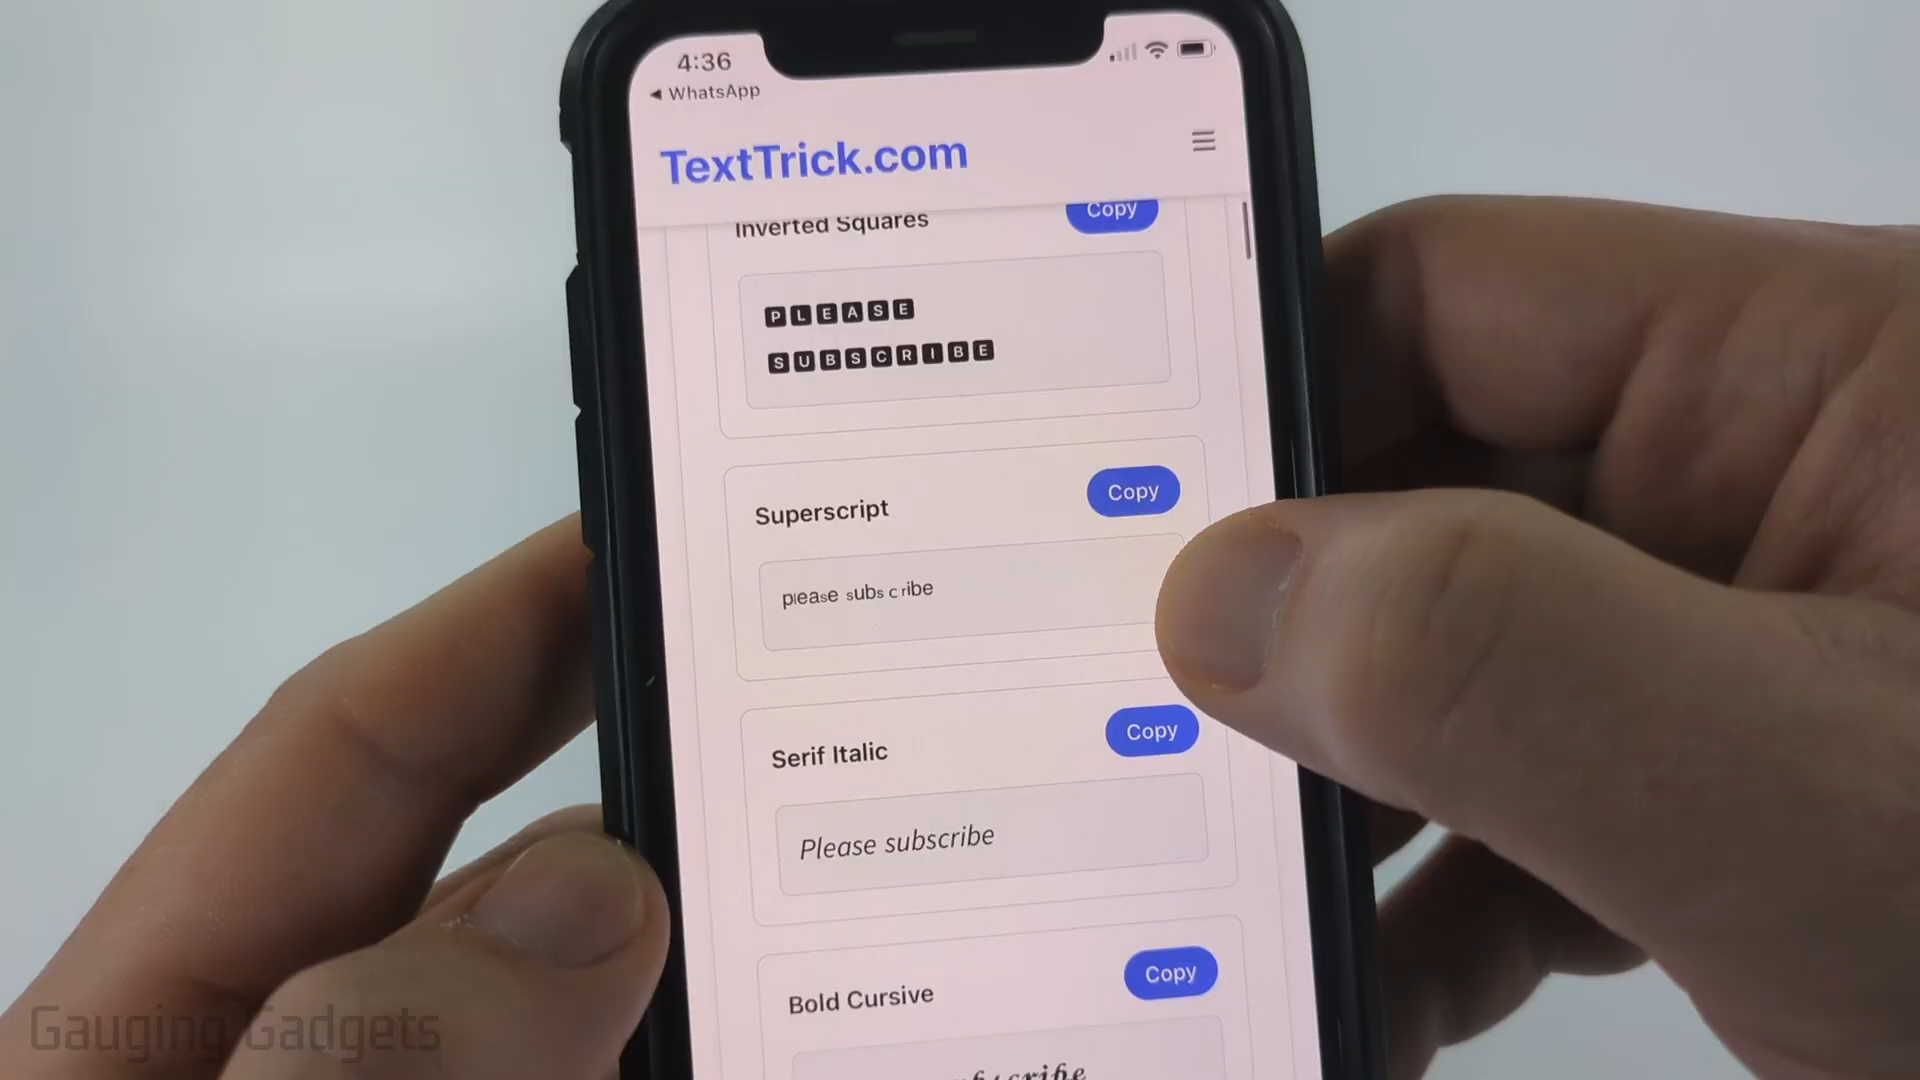 4:36
◀ WhatsApp
TextTrick.com
Inverted Squares
Copy
PLEASE
SUBSCRIBE
Superscript
Copy
please subscribe
Serif Italic
Copy
Please subscribe
Bold Cursive
Copy
Gauging Gadgets